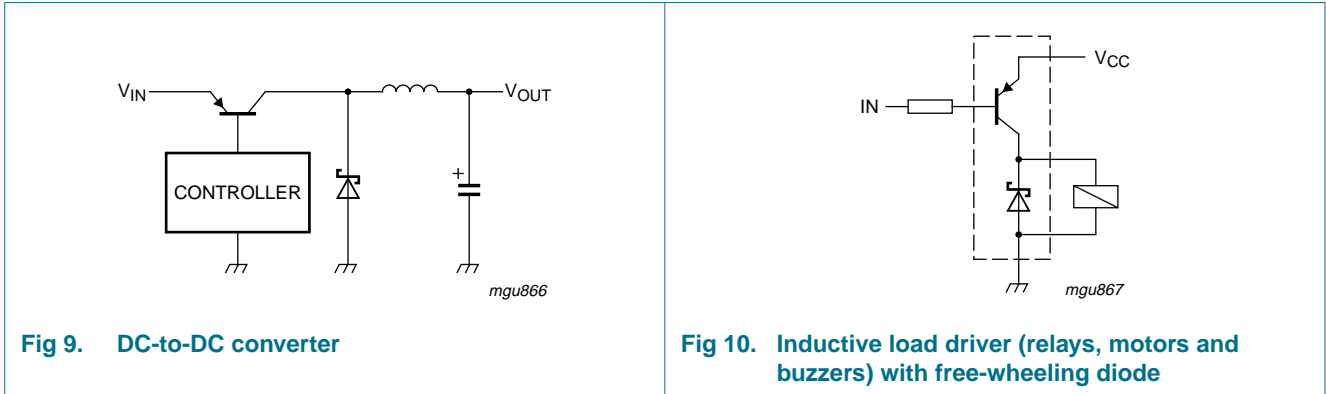 V_IN
V_OUT
CONTROLLER
+
mgu866
Fig 9. DC-to-DC converter
V_CC
IN
mgu867
Fig 10. Inductive load driver (relays, motors and
buzzers) with free-wheeling diode